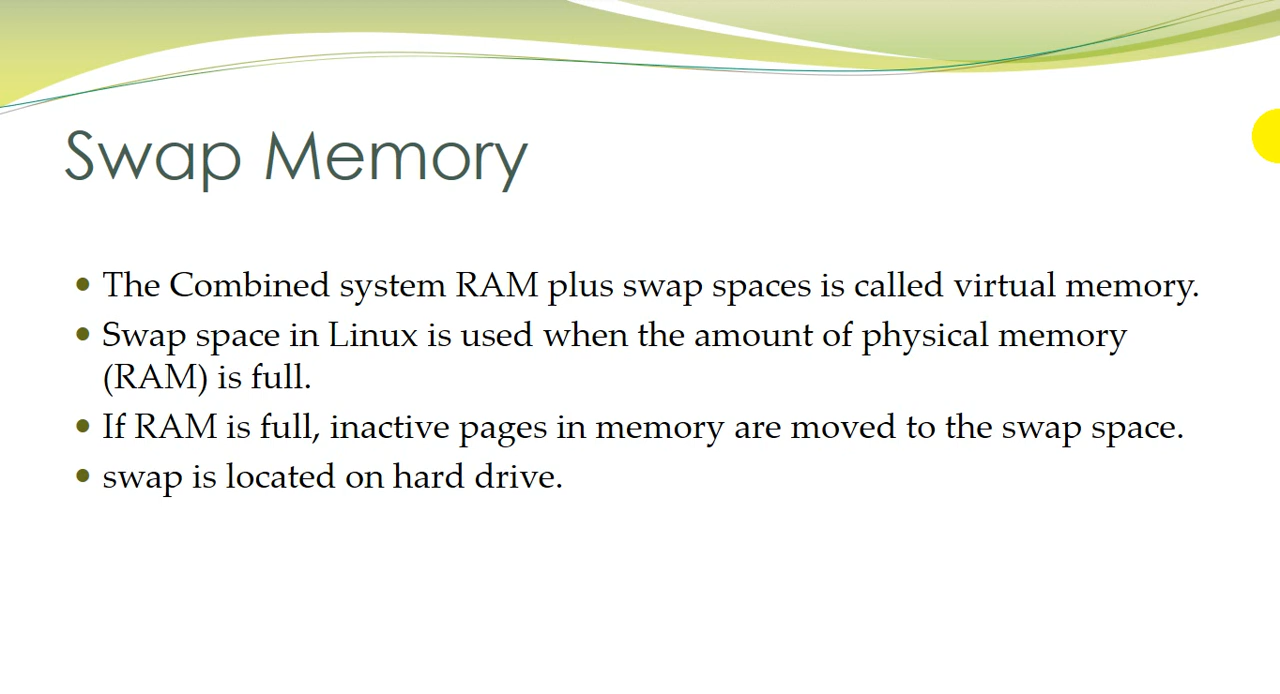 Swap Memory
• The Combined system RAM plus swap spaces is called virtual memory.
• Swap space in Linux is used when the amount of physical memory
(RAM) is full.
• If RAM is full, inactive pages in memory are moved to the swap space.
• swap is located on hard drive.